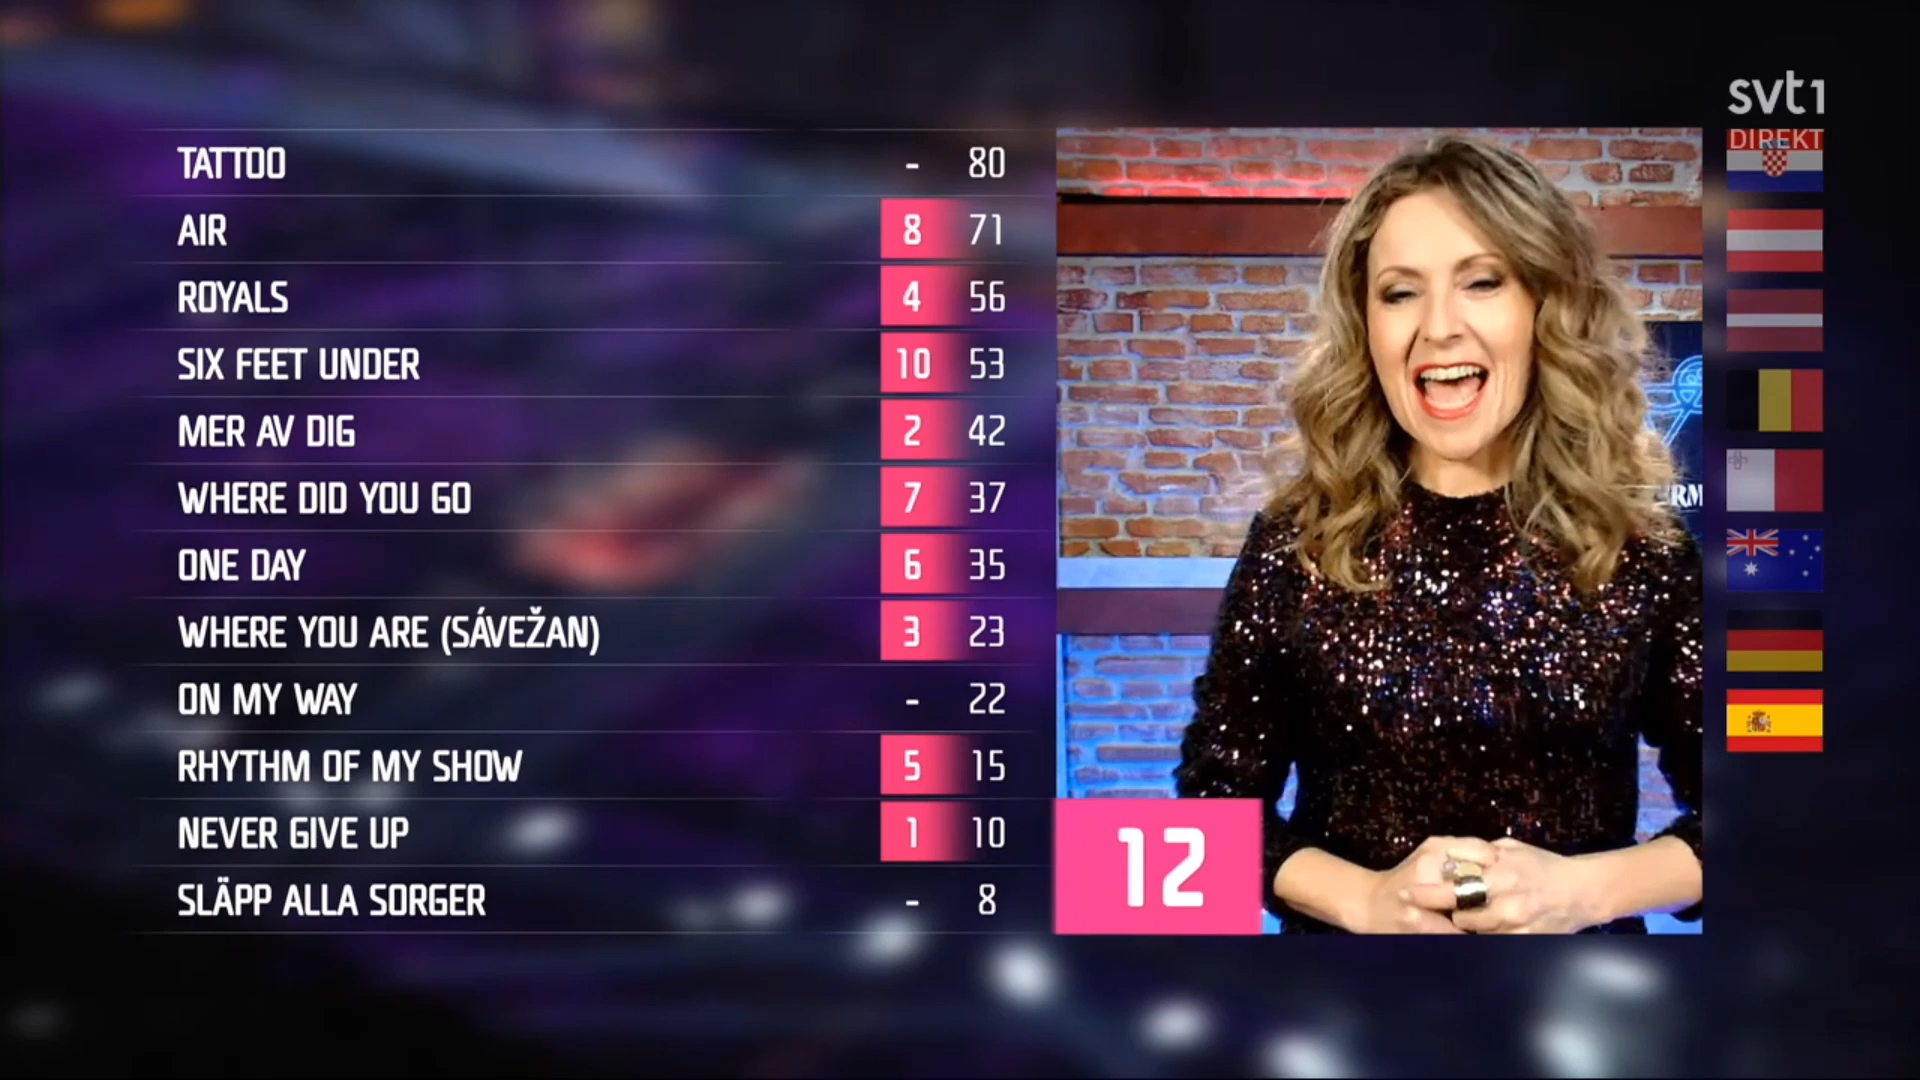 svt1
DIREKT
TATTOO - 80
AIR 8 71
ROYALS 4 56
SIX FEET UNDER 10 53
MER AV DIG 2 42
WHERE DID YOU GO 7 37
ONE DAY 6 35
WHERE YOU ARE (SÁVEŽAN) 3 23
ON MY WAY - 22
RHYTHM OF MY SHOW 5 15
NEVER GIVE UP 1 10
SLÄPP ALLA SORGER - 8
12